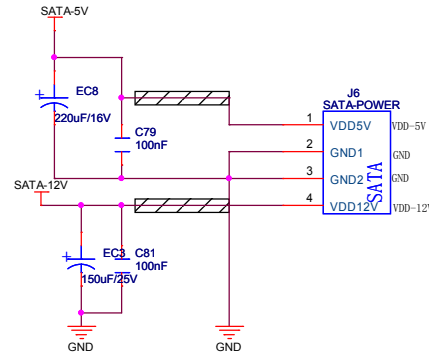 SATA-5V
EC8
220uF/16V
C79
100nF
J6
SATA-POWER
1
VDD5V
VDD-5V
2
GND1
GND
3
GND2
GND
4
VDD12V
VDD-12V
SATA
SATA-12V
EC3
150uF/25V
C81
100nF
GND
GND